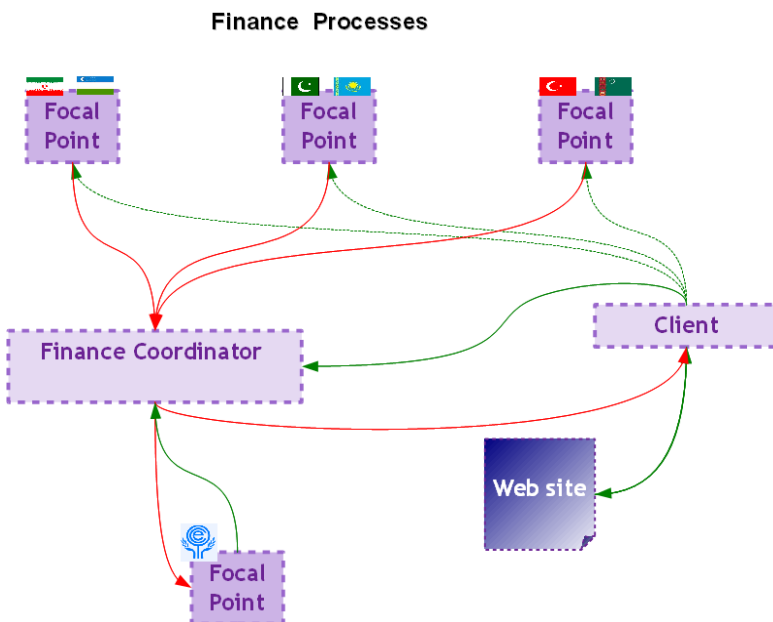 Finance Processes
Focal
Point
Focal
Point
Focal
Point
Client
Finance Coordinator
Web site
e
Focal
Point